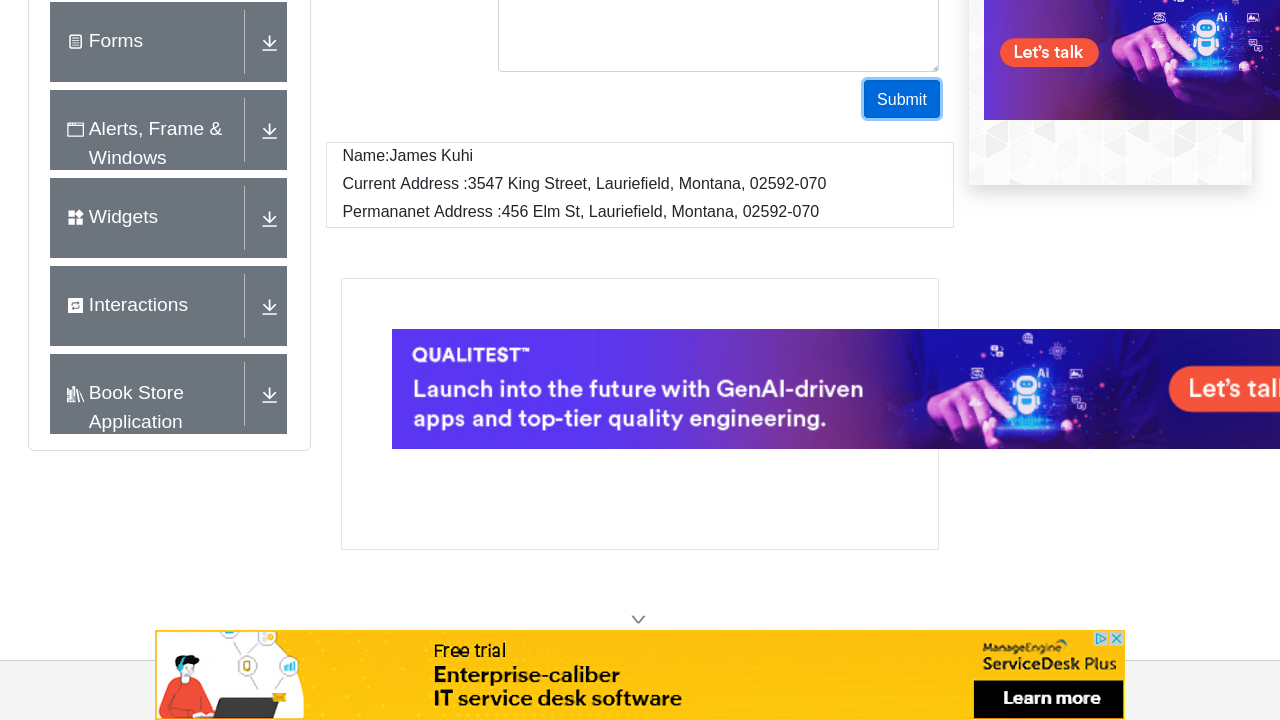 Forms
Alerts, Frame &
Windows
Widgets
Interactions
Book Store
Application
Submit
Name:James Kuhi
Current Address :3547 King Street, Lauriefield, Montana, 02592-070
Permananet Address :456 Elm St, Lauriefield, Montana, 02592-070
Ai
Let's talk
QUALITEST™
Launch into the future with GenAI-driven
apps and top-tier quality engineering.
Ai
Let's tal
Free trial
Enterprise-caliber
IT service desk software
ManageEngine
ServiceDesk Plus
Learn more